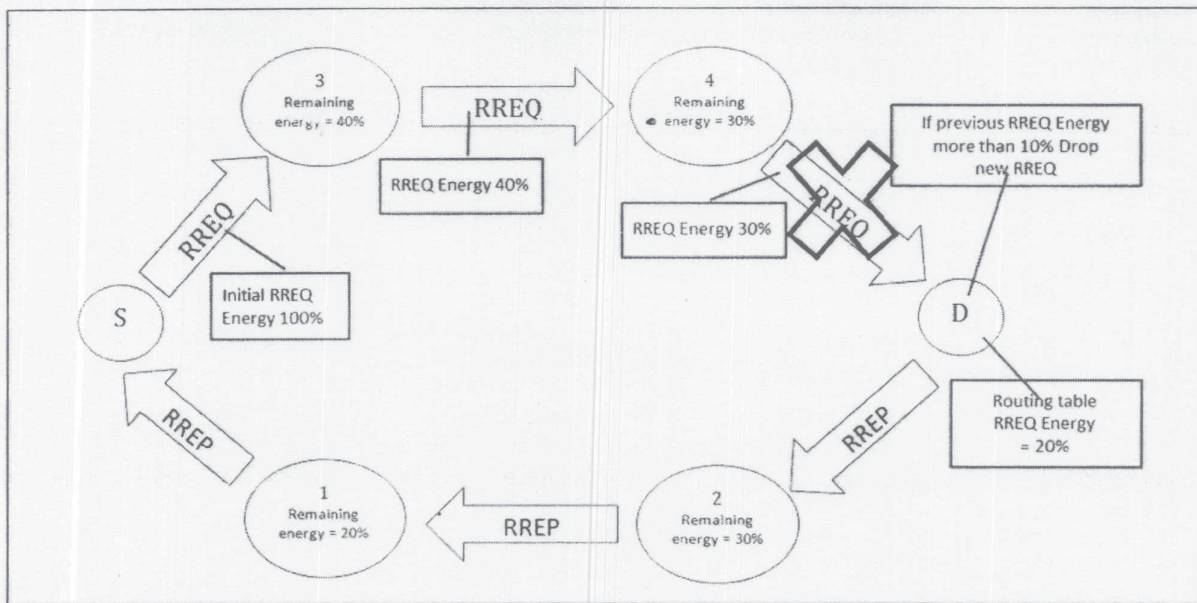 3
Remaining
energy = 40%
RREQ
4
Remaining
energy = 30%
If previous RREQ Energy
more than 10% Drop
new RREQ
RREQ Energy 40%
RREQ
RREQ Energy 30%
RREQ
Initial RREQ
Energy 100%
S
D
RREP
RREP
Routing table
RREQ Energy
= 20%
1
Remaining
energy = 20%
RREP
2
Remaining
energy = 30%